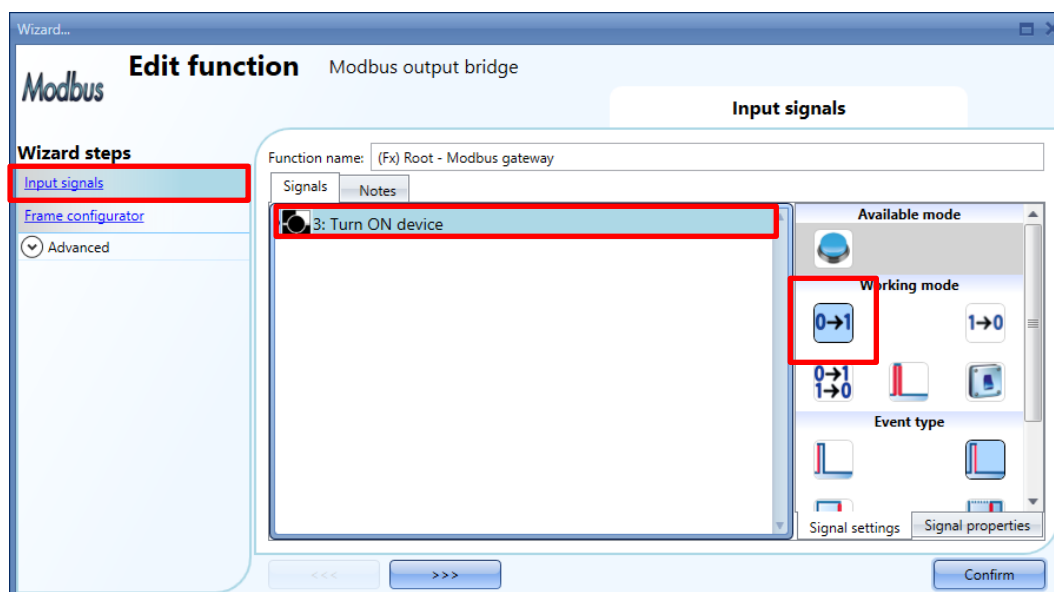 Wizard...
Modbus
Edit function
Modbus output bridge
Input signals
Wizard steps
Input signals
Frame configurator
Advanced
Function name: (Fx) Root - Modbus gateway
Signals
Notes
3: Turn ON device
Available mode
Working mode
0→1
1→0
0→1
1→0
Event type
Signal settings
Signal properties
<<<
>>>
Confirm